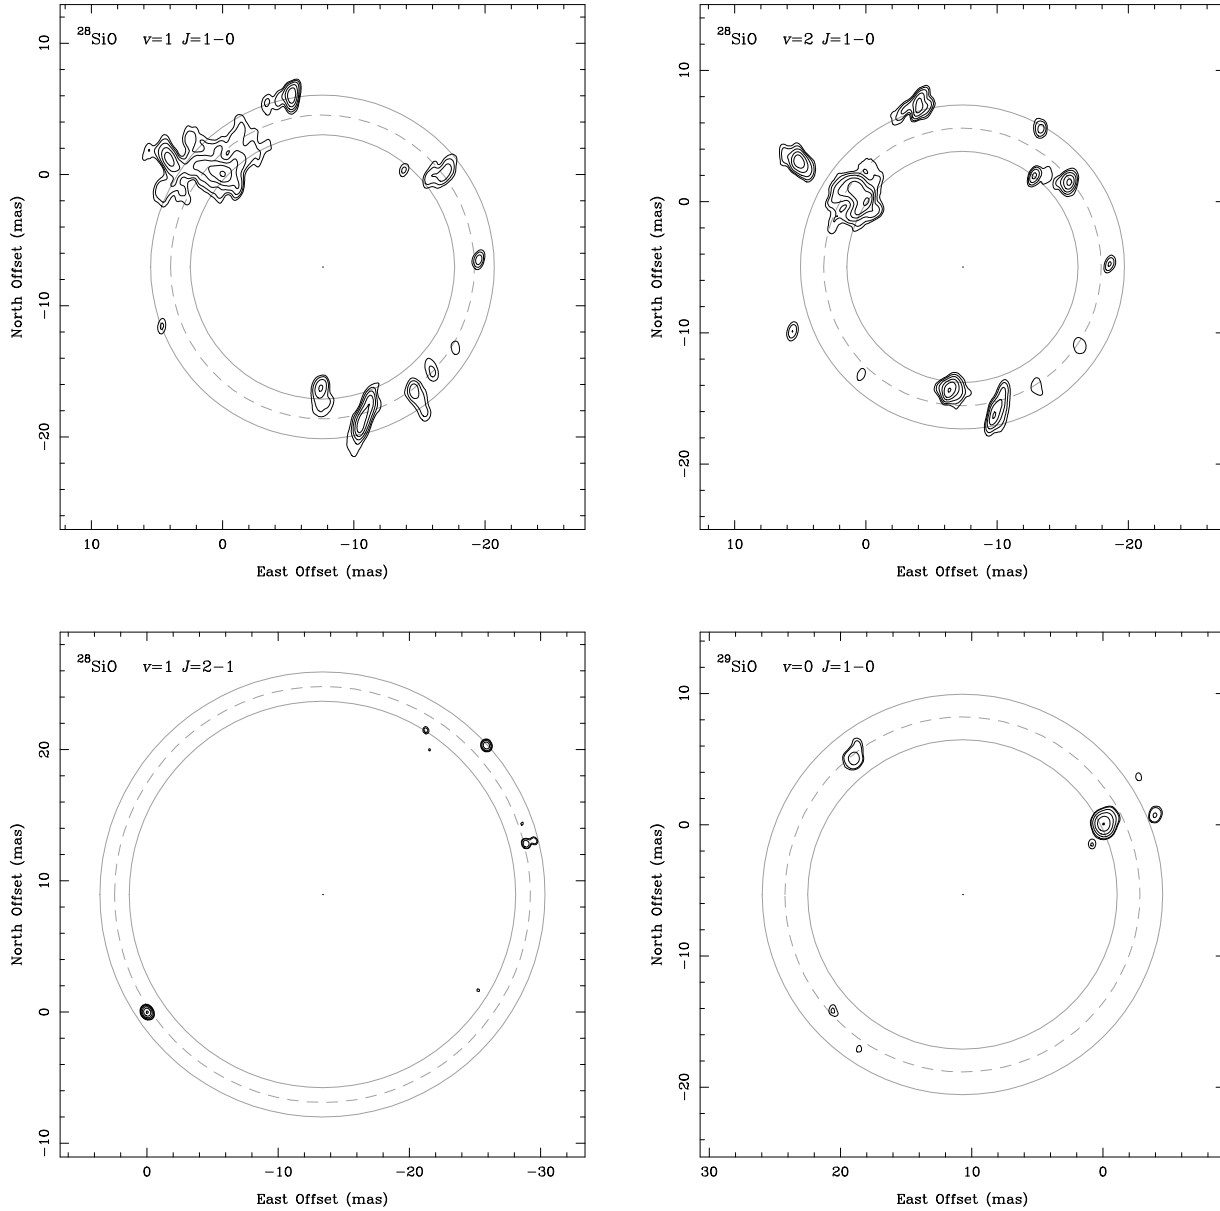 ²⁸SiO v=1 J=1−0
10
0
−10
−20
North Offset (mas)
10 0 −10 −20
East Offset (mas)
²⁸SiO v=2 J=1−0
10
0
−10
−20
North Offset (mas)
10 0 −10 −20
East Offset (mas)
²⁸SiO v=1 J=2−1
20
10
0
−10
North Offset (mas)
0 −10 −20 −30
East Offset (mas)
²⁹SiO v=0 J=1−0
10
0
−10
−20
North Offset (mas)
30 20 10 0
East Offset (mas)